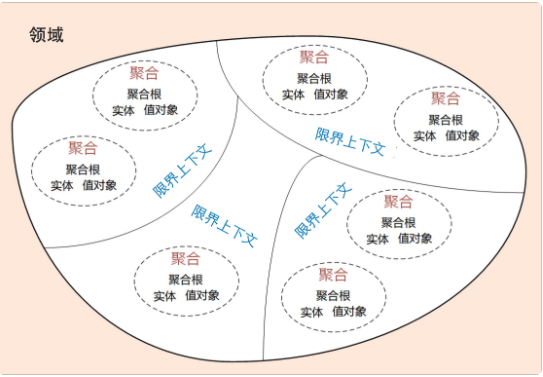 领域
聚合
聚合根
实体 值对象
聚合
聚合根
实体 值对象
限界上下文
聚合
聚合根
实体 值对象
聚合
聚合根
实体 值对象
限界上下文
限界上下文
聚合
聚合根
实体 值对象
限界上下文
聚合
聚合根
实体 值对象
聚合
聚合根
实体 值对象